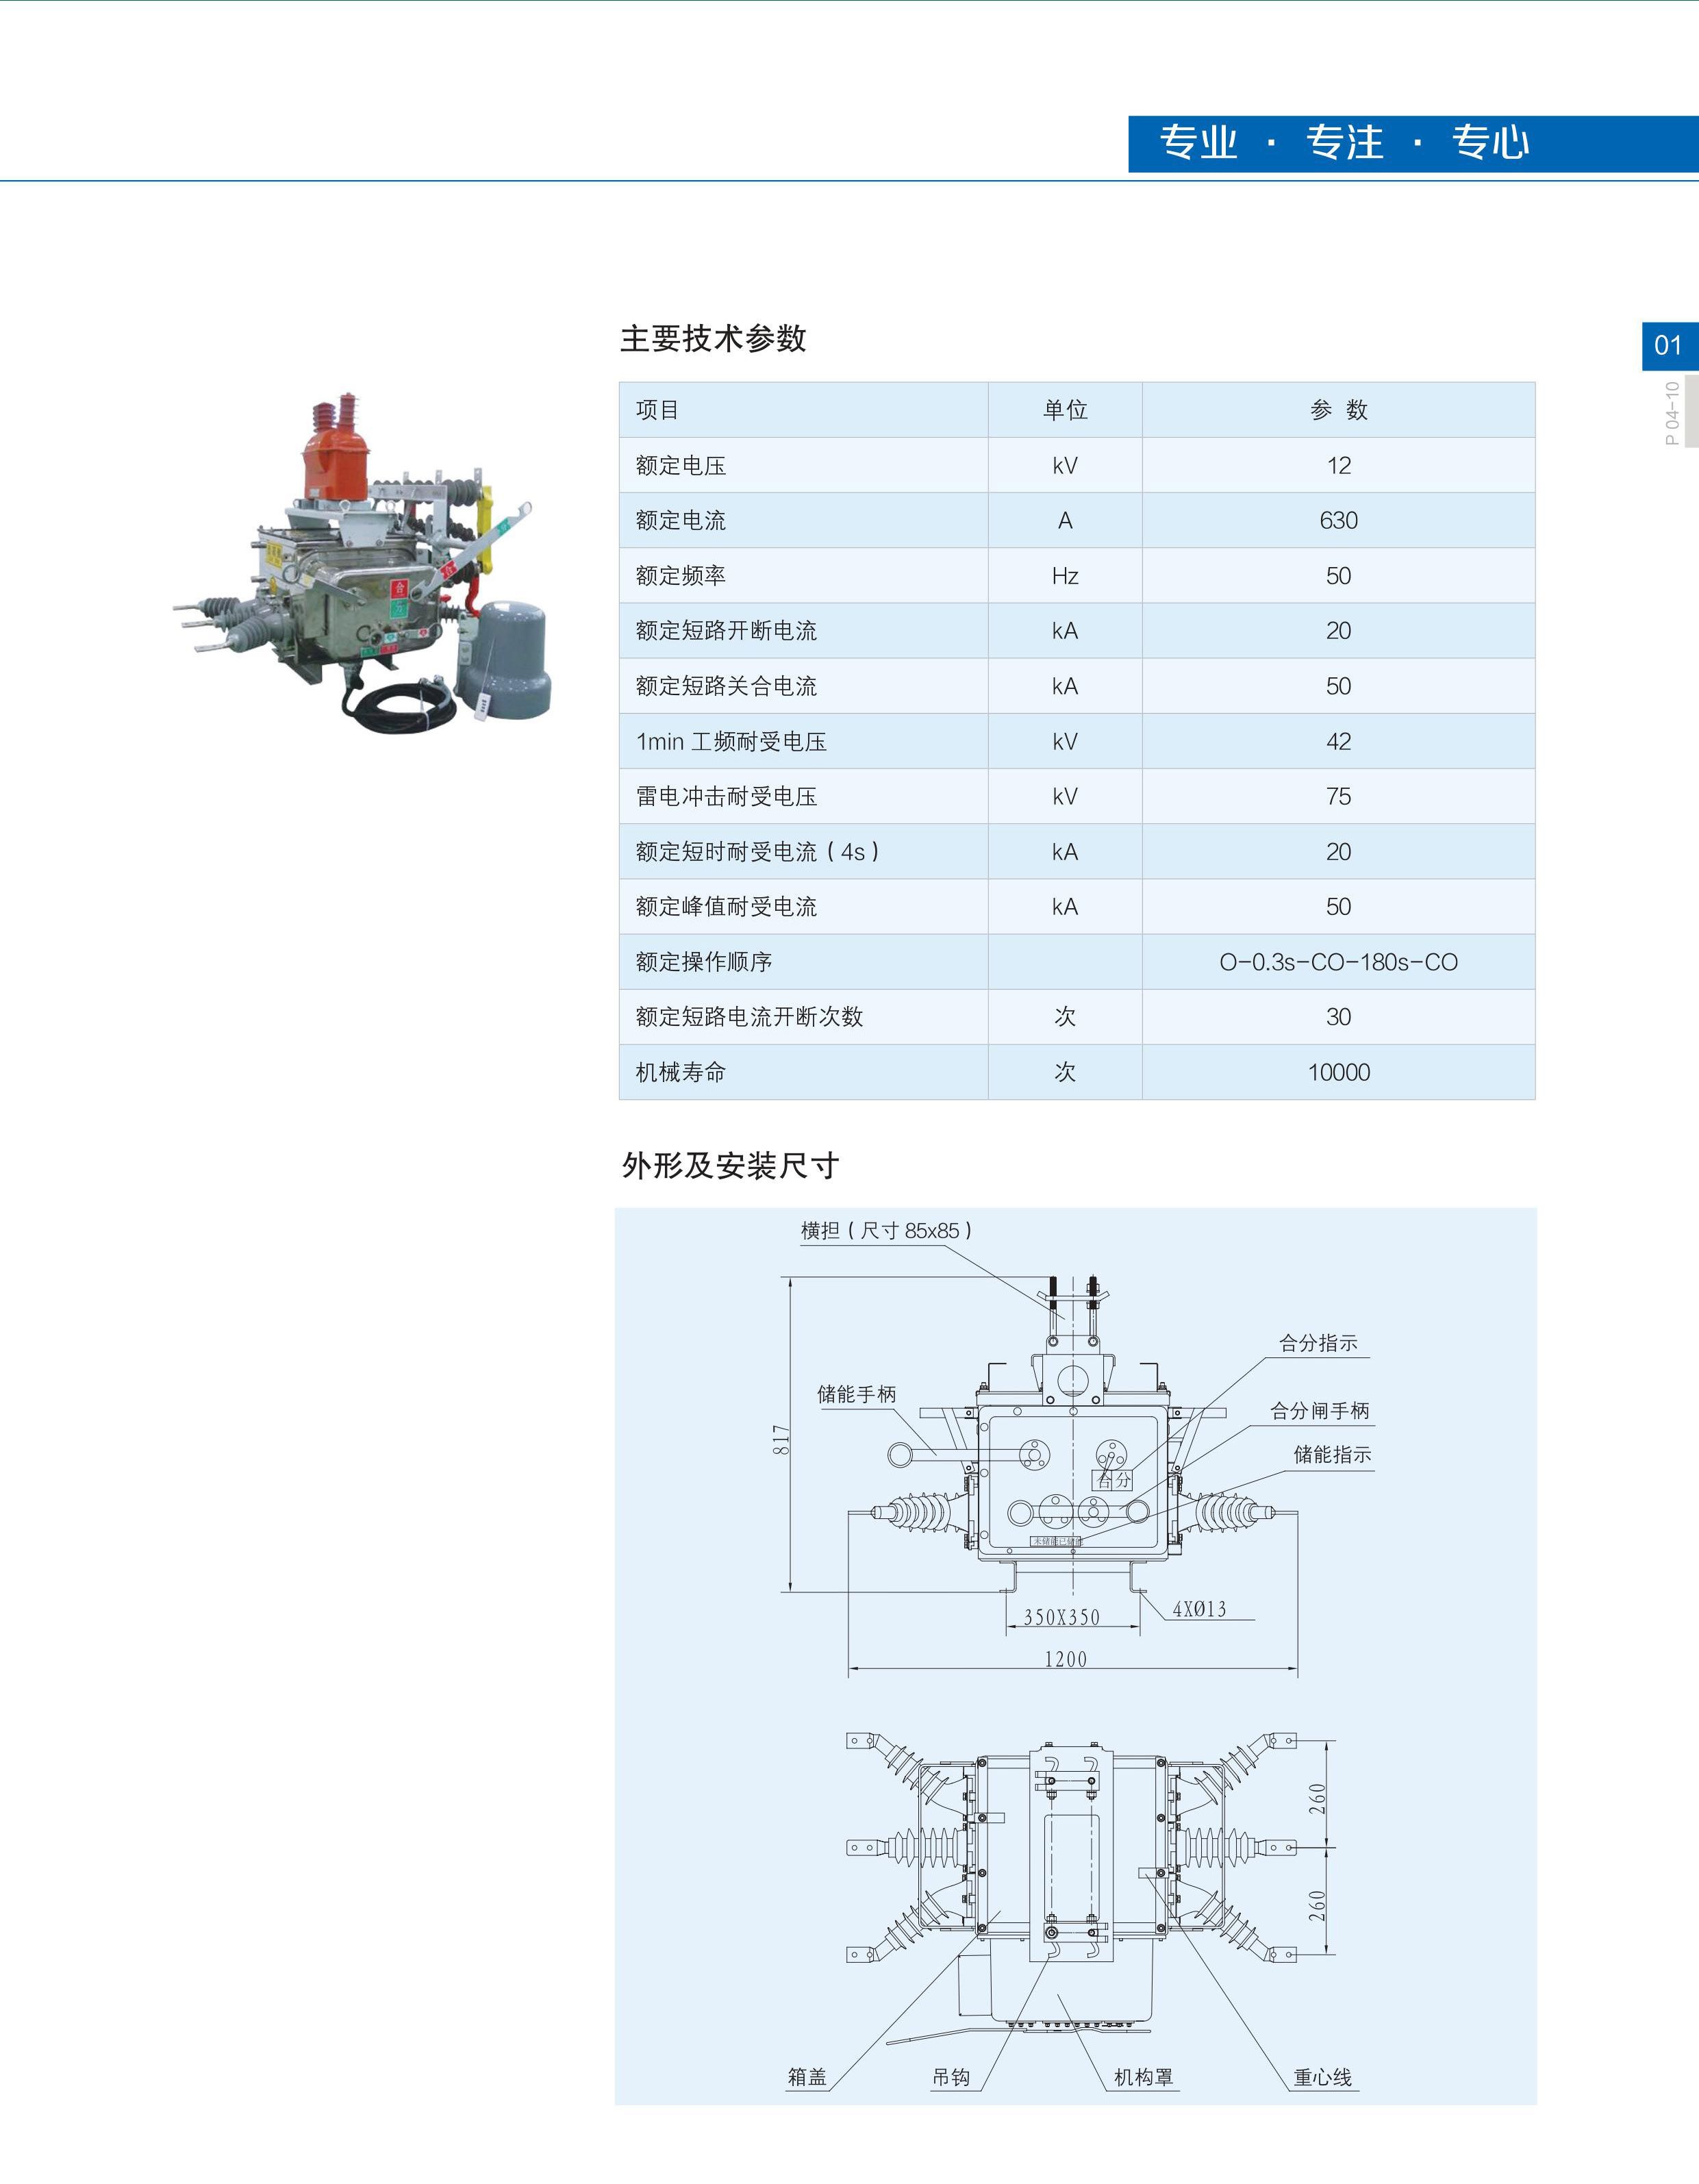 专业 · 专注 · 专心
01
P 04-10
主要技术参数
项目 单位 参 数
额定电压 kV 12
额定电流 A 630
额定频率 Hz 50
额定短路开断电流 kA 20
额定短路关合电流 kA 50
1min 工频耐受电压 kV 42
雷电冲击耐受电压 kV 75
额定短时耐受电流（4s） kA 20
额定峰值耐受电流 kA 50
额定操作顺序 O-0.3s-CO-180s-CO
额定短路电流开断次数 次 30
机械寿命 次 10000
合
分
外形及安装尺寸
横担（尺寸 85x85）
合分指示
储能手柄
合分闸手柄
817
储能指示
合 分
未储能已储能
350X350
4XØ13
1200
260
260
箱盖
吊钩
机构罩
重心线